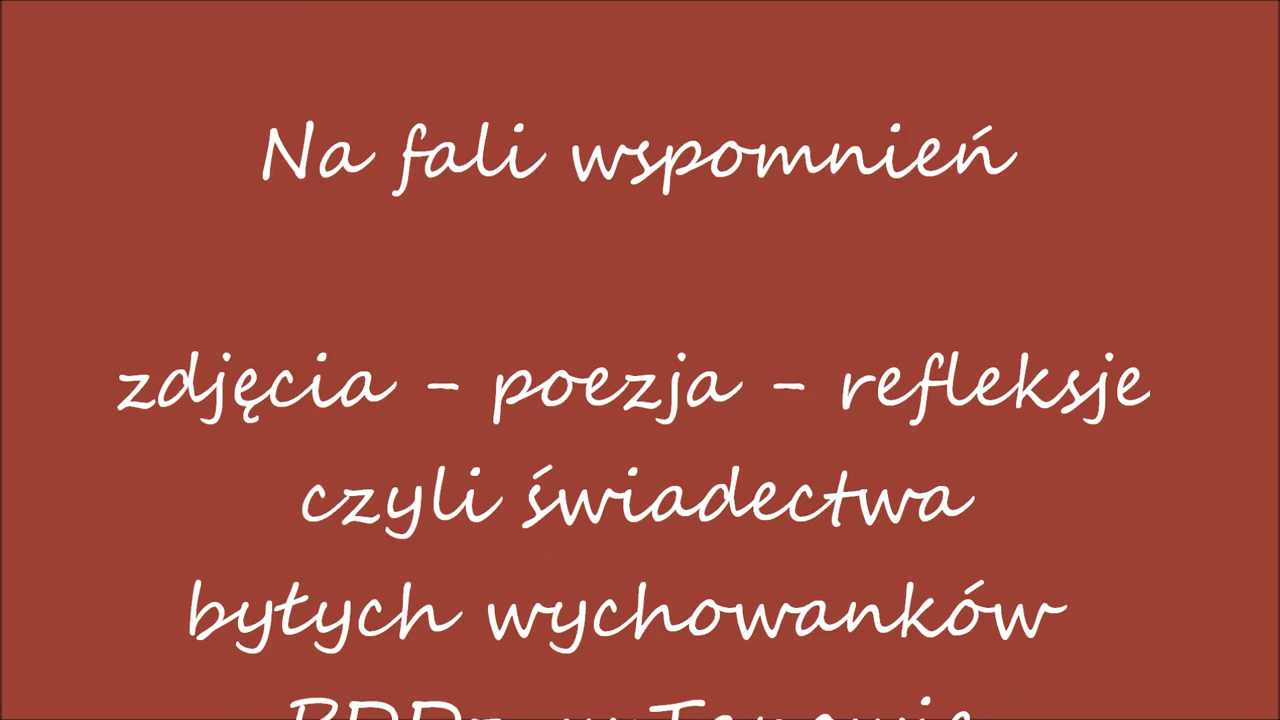 Na fali wspomnień
zdjęcia - poezja - refleksje
czyli świadectwa
byłych wychowanków
w